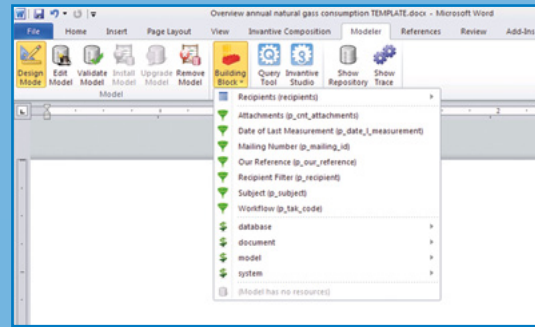 Overview annual natural gass consumption TEMPLATE.docx - Microsoft Word
File Home Insert Page Layout View Invantive Composition Modeler References Review Add-Ins
Design Mode Edit Model Validate Model Install Model Upgrade Model Remove Model Building Block Query Tool Invantive Studio Show Repository Show Trace
Model
Recipients (recipients)
Attachments (p_cnt_attachments)
Date of Last Measurement (p_date_l_measurement)
Mailing Number (p_mailing_id)
Our Reference (p_our_reference)
Recipient Filter (p_recipient)
Subject (p_subject)
Workflow (p_tak_code)
database
document
model
system
(Model has no resources)